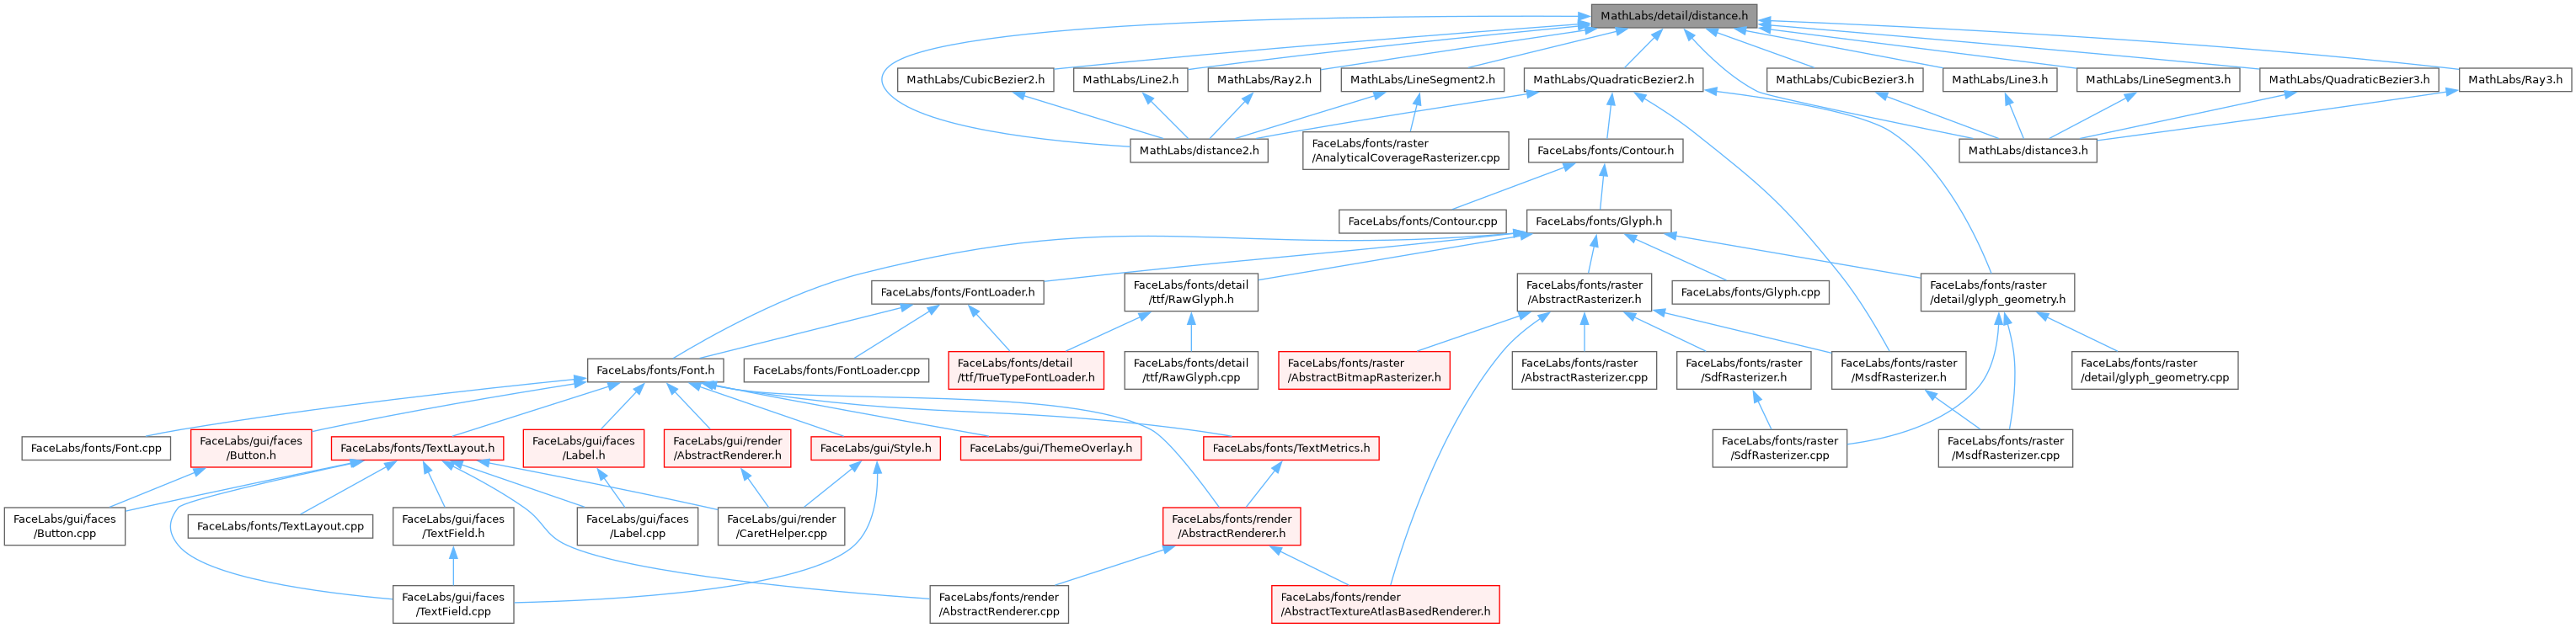 MathLabs/detail/distance.h
MathLabs/CubicBezier2.h
MathLabs/Line2.h
MathLabs/Ray2.h
MathLabs/LineSegment2.h
MathLabs/QuadraticBezier2.h
MathLabs/CubicBezier3.h
MathLabs/Line3.h
MathLabs/LineSegment3.h
MathLabs/QuadraticBezier3.h
MathLabs/Ray3.h
MathLabs/distance2.h
FaceLabs/fonts/raster
/AnalyticalCoverageRasterizer.cpp
FaceLabs/fonts/Contour.h
MathLabs/distance3.h
FaceLabs/fonts/Contour.cpp
FaceLabs/fonts/Glyph.h
FaceLabs/fonts/FontLoader.h
FaceLabs/fonts/detail
/ttf/RawGlyph.h
FaceLabs/fonts/raster
/AbstractRasterizer.h
FaceLabs/fonts/Glyph.cpp
FaceLabs/fonts/raster
/detail/glyph_geometry.h
FaceLabs/fonts/Font.h
FaceLabs/fonts/FontLoader.cpp
FaceLabs/fonts/detail
/ttf/TrueTypeFontLoader.h
FaceLabs/fonts/detail
/ttf/RawGlyph.cpp
FaceLabs/fonts/raster
/AbstractBitmapRasterizer.h
FaceLabs/fonts/raster
/AbstractRasterizer.cpp
FaceLabs/fonts/raster
/SdfRasterizer.h
FaceLabs/fonts/raster
/MsdfRasterizer.h
FaceLabs/fonts/raster
/detail/glyph_geometry.cpp
FaceLabs/fonts/Font.cpp
FaceLabs/gui/faces
/Button.h
FaceLabs/fonts/TextLayout.h
FaceLabs/gui/faces
/Label.h
FaceLabs/gui/render
/AbstractRenderer.h
FaceLabs/gui/Style.h
FaceLabs/gui/ThemeOverlay.h
FaceLabs/fonts/TextMetrics.h
FaceLabs/fonts/raster
/SdfRasterizer.cpp
FaceLabs/fonts/raster
/MsdfRasterizer.cpp
FaceLabs/gui/faces
/Button.cpp
FaceLabs/fonts/TextLayout.cpp
FaceLabs/gui/faces
/TextField.h
FaceLabs/gui/faces
/Label.cpp
FaceLabs/gui/render
/CaretHelper.cpp
FaceLabs/fonts/render
/AbstractRenderer.h
FaceLabs/gui/faces
/TextField.cpp
FaceLabs/fonts/render
/AbstractRenderer.cpp
FaceLabs/fonts/render
/AbstractTextureAtlasBasedRenderer.h